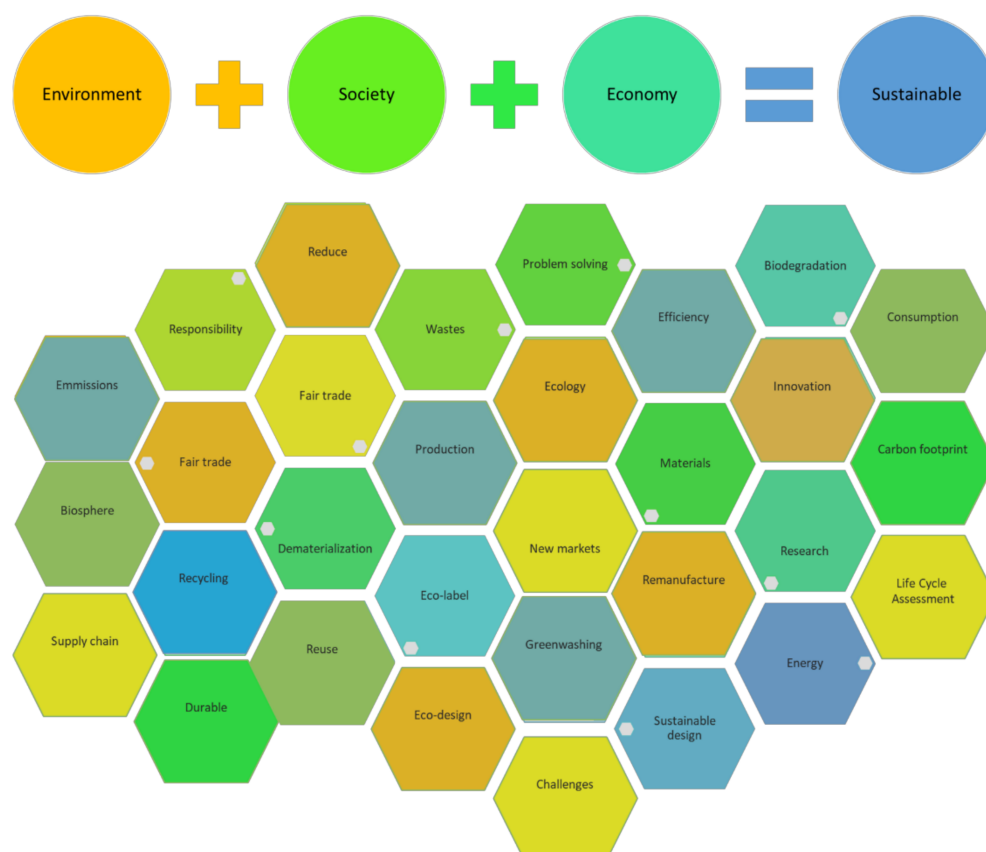 Environment
Society
Economy
Sustainable
Reduce
Problem solving
Biodegradation
Responsibility
Wastes
Efficiency
Consumption
Emmissions
Fair trade
Ecology
Innovation
Fair trade
Production
Materials
Carbon footprint
Biosphere
Dematerialization
New markets
Research
Recycling
Eco-label
Remanufacture
Life Cycle
Assessment
Supply chain
Reuse
Greenwashing
Energy
Durable
Eco-design
Sustainable
design
Challenges